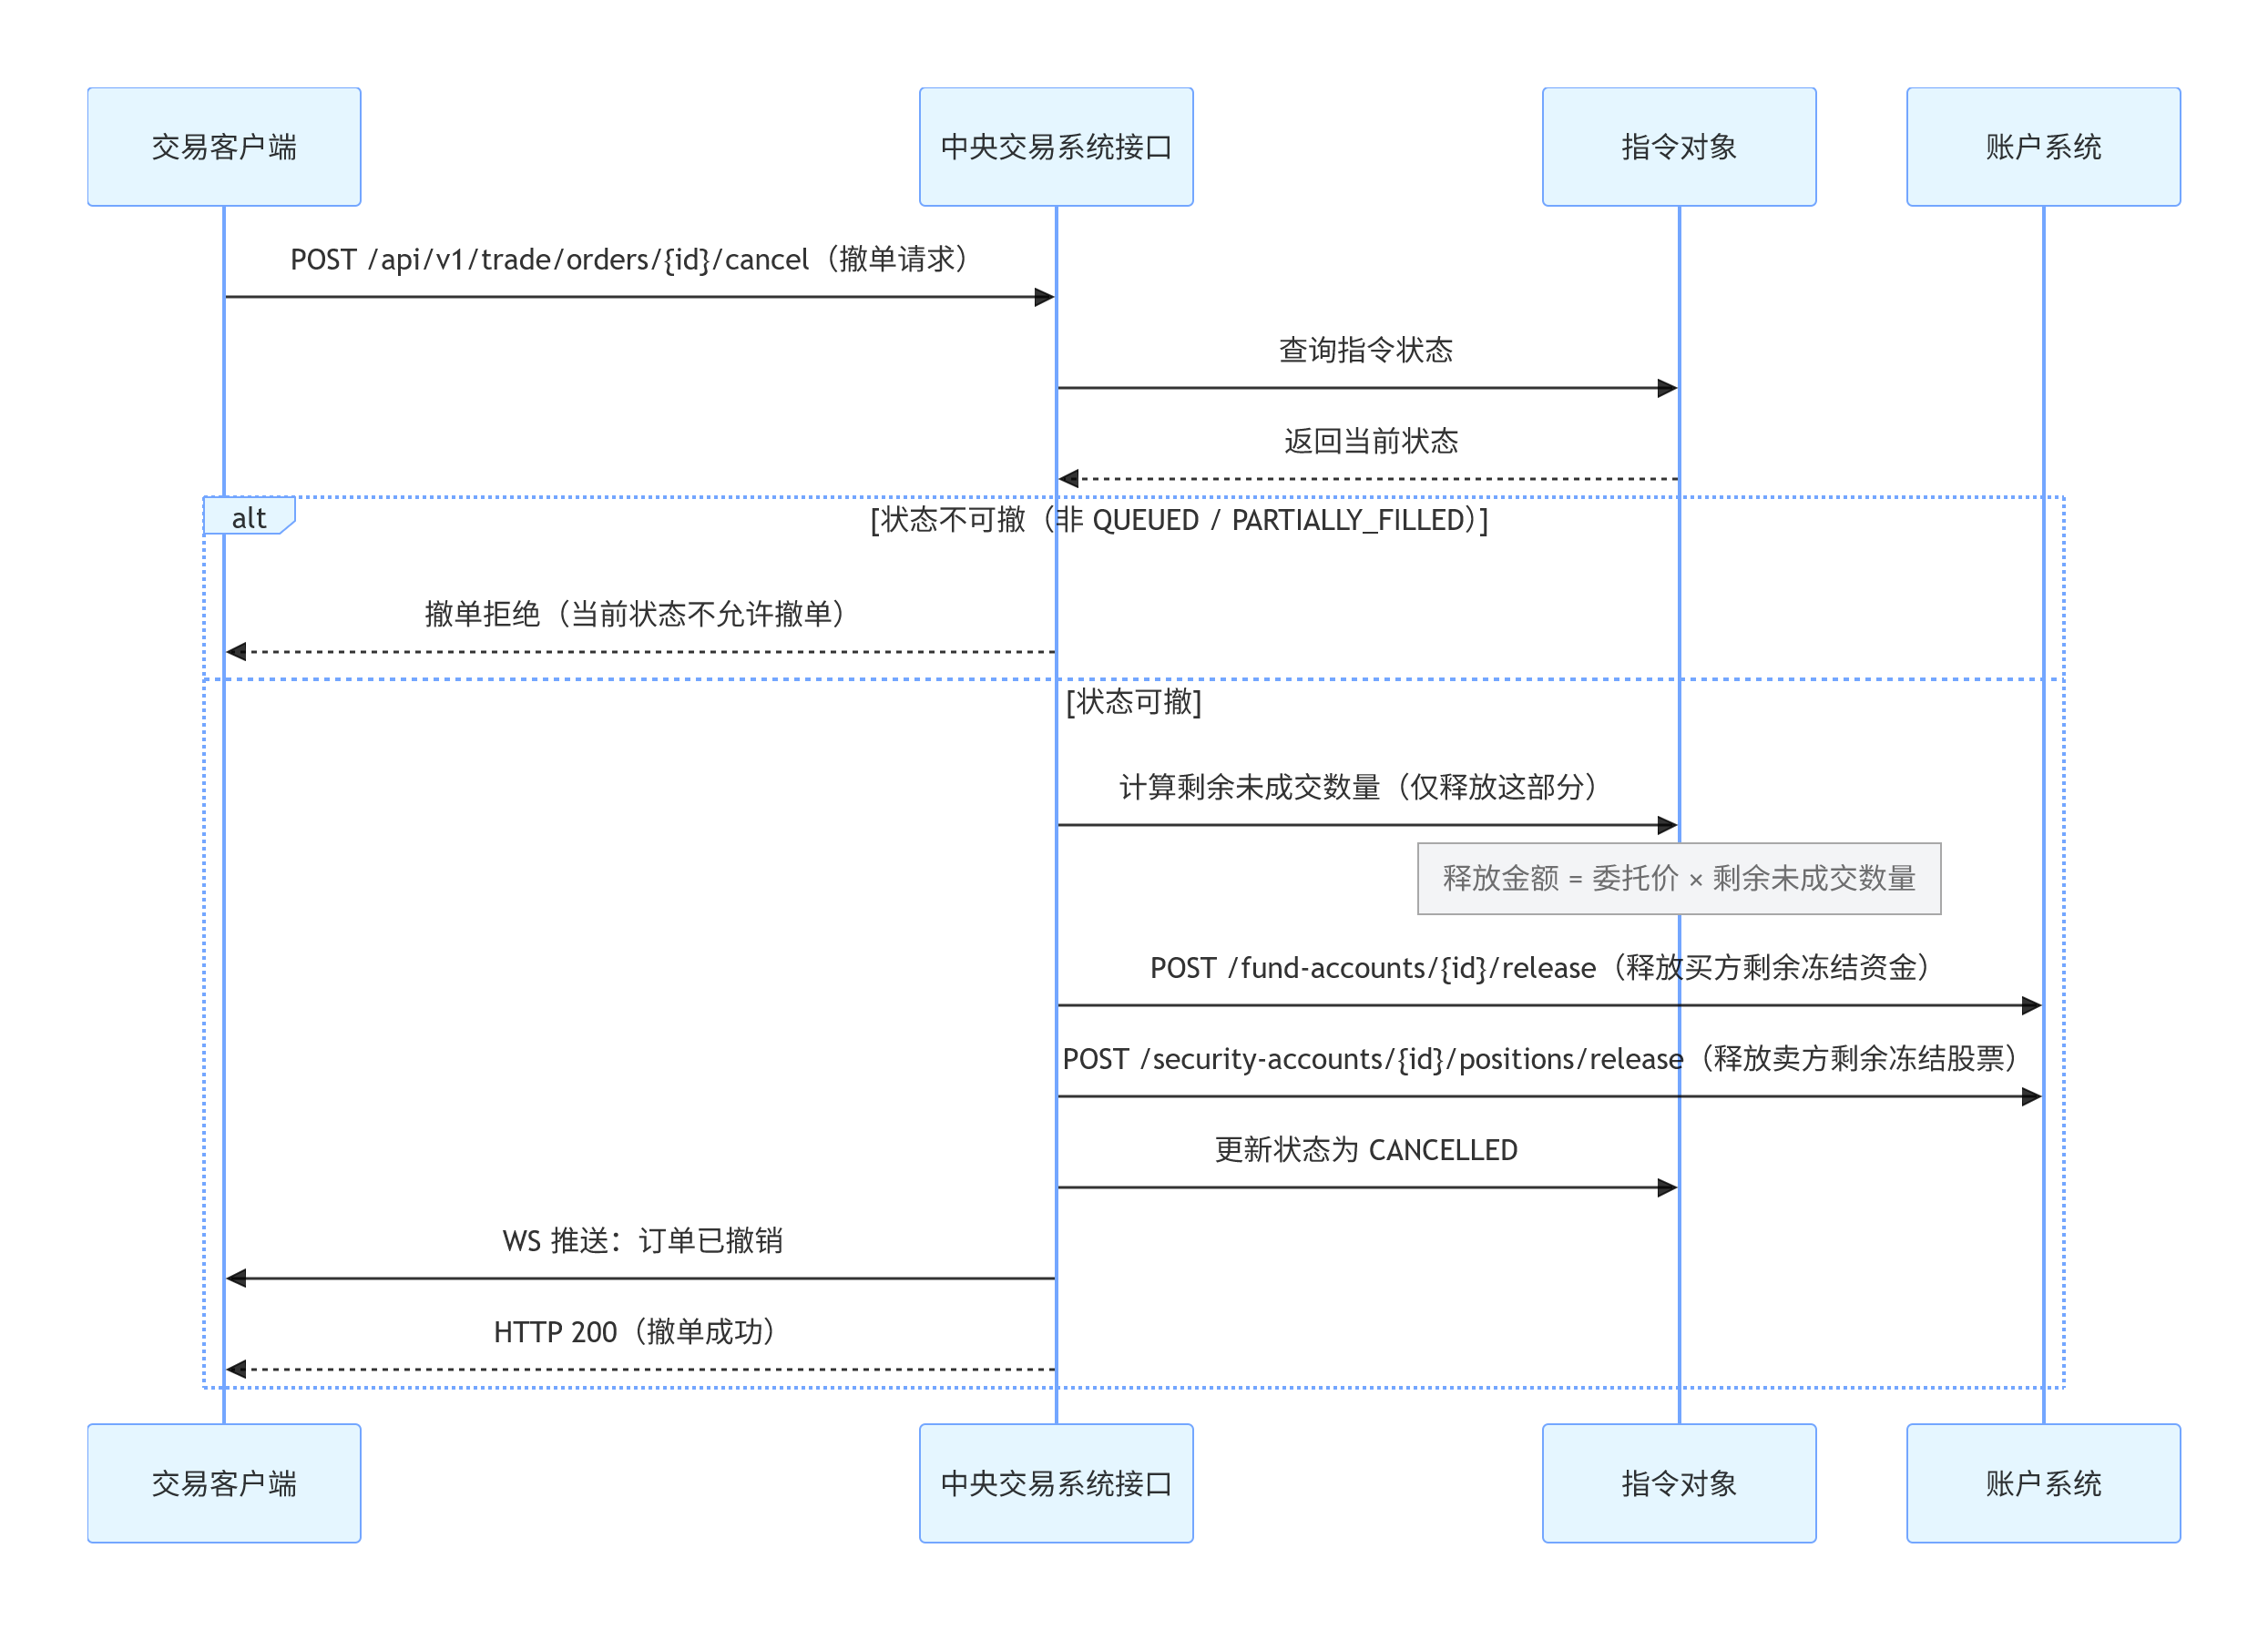 交易客户端
中央交易系统接口
指令对象
账户系统
POST /api/v1/trade/orders/{id}/cancel（撤单请求）
查询指令状态
返回当前状态
alt
[状态不可撤（非 QUEUED / PARTIALLY_FILLED）]
撤单拒绝（当前状态不允许撤单）
[状态可撤]
计算剩余未成交数量（仅释放这部分）
释放金额 = 委托价 × 剩余未成交数量
POST /fund-accounts/{id}/release（释放买方剩余冻结资金）
POST /security-accounts/{id}/positions/release（释放卖方剩余冻结股票）
更新状态为 CANCELLED
WS 推送：订单已撤销
HTTP 200（撤单成功）
交易客户端
中央交易系统接口
指令对象
账户系统